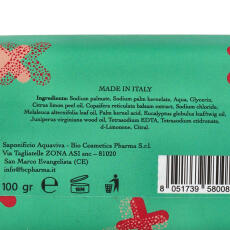 MADE IN ITALY
Ingredients: Sodium palmate, Sodium palm kernelate, Aqua, Glycerin,
Citrus limon peel oil, Copaifera reticulata balsam extract, Sodium chloride,
Melaleuca alternifolia leaf oil, Palm kernel acid, Eucalyptus globulus leaf/twig oil,
Juniperus virginiana wood oil, Tetrasodium EDTA, Tetrasodium etidronate,
d-Limonene, Citral.
Saponificio Aquaviva - Bio Cosmetics Pharma S.r.l.
Via Tagliatelle ZONA ASI snc – 81020
San Marco Evangelista (CE)
info@bcpharma.it
100 gr
8 051739 58008